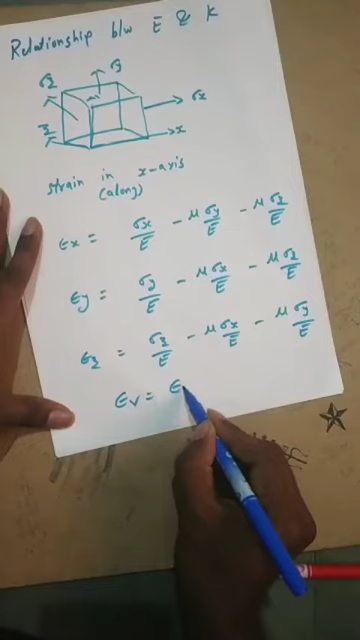 Relationship b/w E & K
σz
σy
σx
z
x
strain in x-axis
(along)
εx = σx/E - μ σy/E - μ σz/E
εy = σy/E - μ σx/E - μ σz/E
εz = σz/E - μ σx/E - μ σy/E
εv = ε